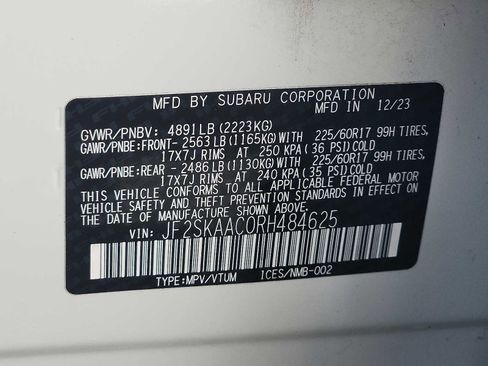 MFD BY SUBARU CORPORATION
MFD IN 12/23
GVWR/PNBV: 4891LB (2223KG)
GAWR/PNBE:FRONT- 2563LB (1165KG)WITH 225/60R17 99H TIRES,
17X7J RIMS AT 250 KPA (36 PSI)COLD
GAWR/PNBE:REAR - 2486LB (1130KG)WITH 225/60R17 99H TIRES,
17X7J RIMS AT 240 KPA (35 PSI)COLD.
THIS VEHICLE CONFORMS TO ALL APPLICABLE FEDERAL MOTOR
VEHICLE SAFETY AND THEFT PREVENTION STANDARDS IN EFFECT ON
THE DATE OF MANUFACTURE SHOWN ABOVE.
VIN: JF2SKAAC0RH484625
TYPE:MPV/VTUM ICES/NMB-002